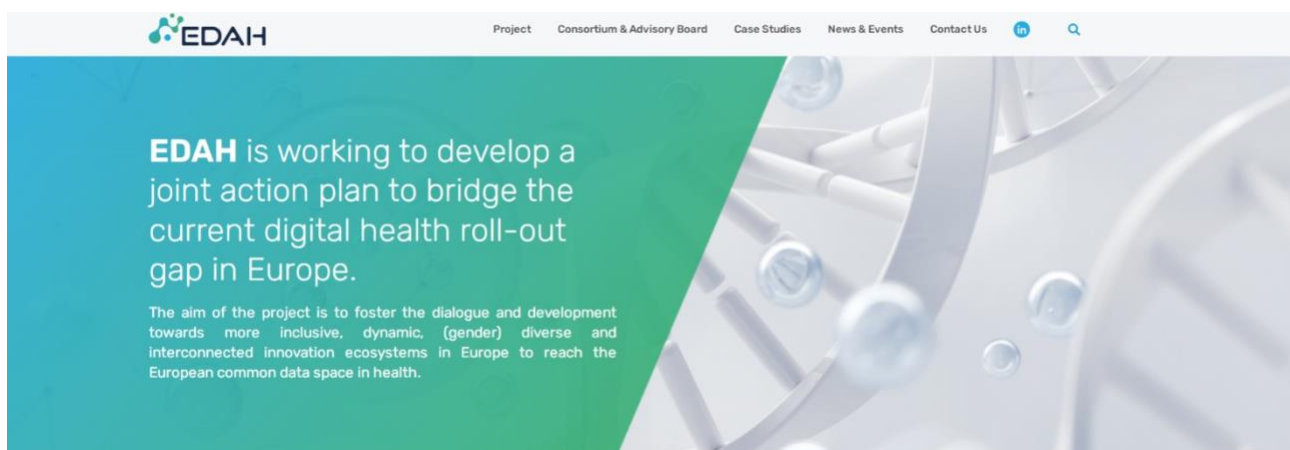 EDAH
Project Consortium & Advisory Board Case Studies News & Events Contact Us in
EDAH is working to develop a
joint action plan to bridge the
current digital health roll-out
gap in Europe.
The aim of the project is to foster the dialogue and development
towards more inclusive, dynamic, (gender) diverse and
interconnected innovation ecosystems in Europe to reach the
European common data space in health.